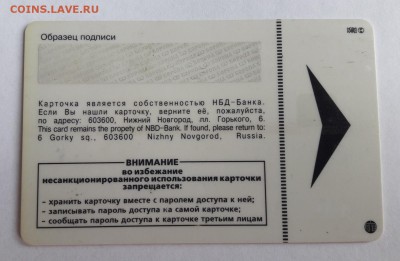 COINS.LAVE.RU
Образец подписи
Карточка является собственностью НБД-Банка.
Если Вы нашли карточку, верните её, пожалуйста,
по адресу: 603600, Нижний Новгород, пл. Горького, 6.
This card remains the propety of NBD-Bank. If found, please return to:
6 Gorky sq., 603600 Nizhny Novgorod, Russia.
ВНИМАНИЕ
во избежание
несанкционированного использования карточки
запрещается:
– хранить карточку вместе с паролем доступа к ней;
– записывать пароль доступа на самой карточке;
– сообщать пароль доступа к карточке третьим лицам